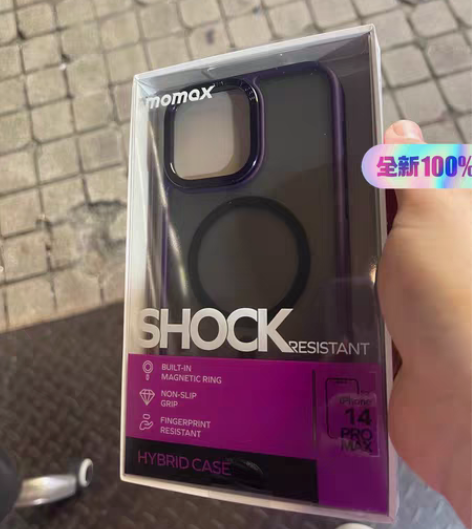 momax
全新100%
SHOCK
RESISTANT
BUILT-IN
MAGNETIC RING
NON-SLIP
GRIP
FINGERPRINT
RESISTANT
iPhone
14
PRO
MAX
HYBRID CASE